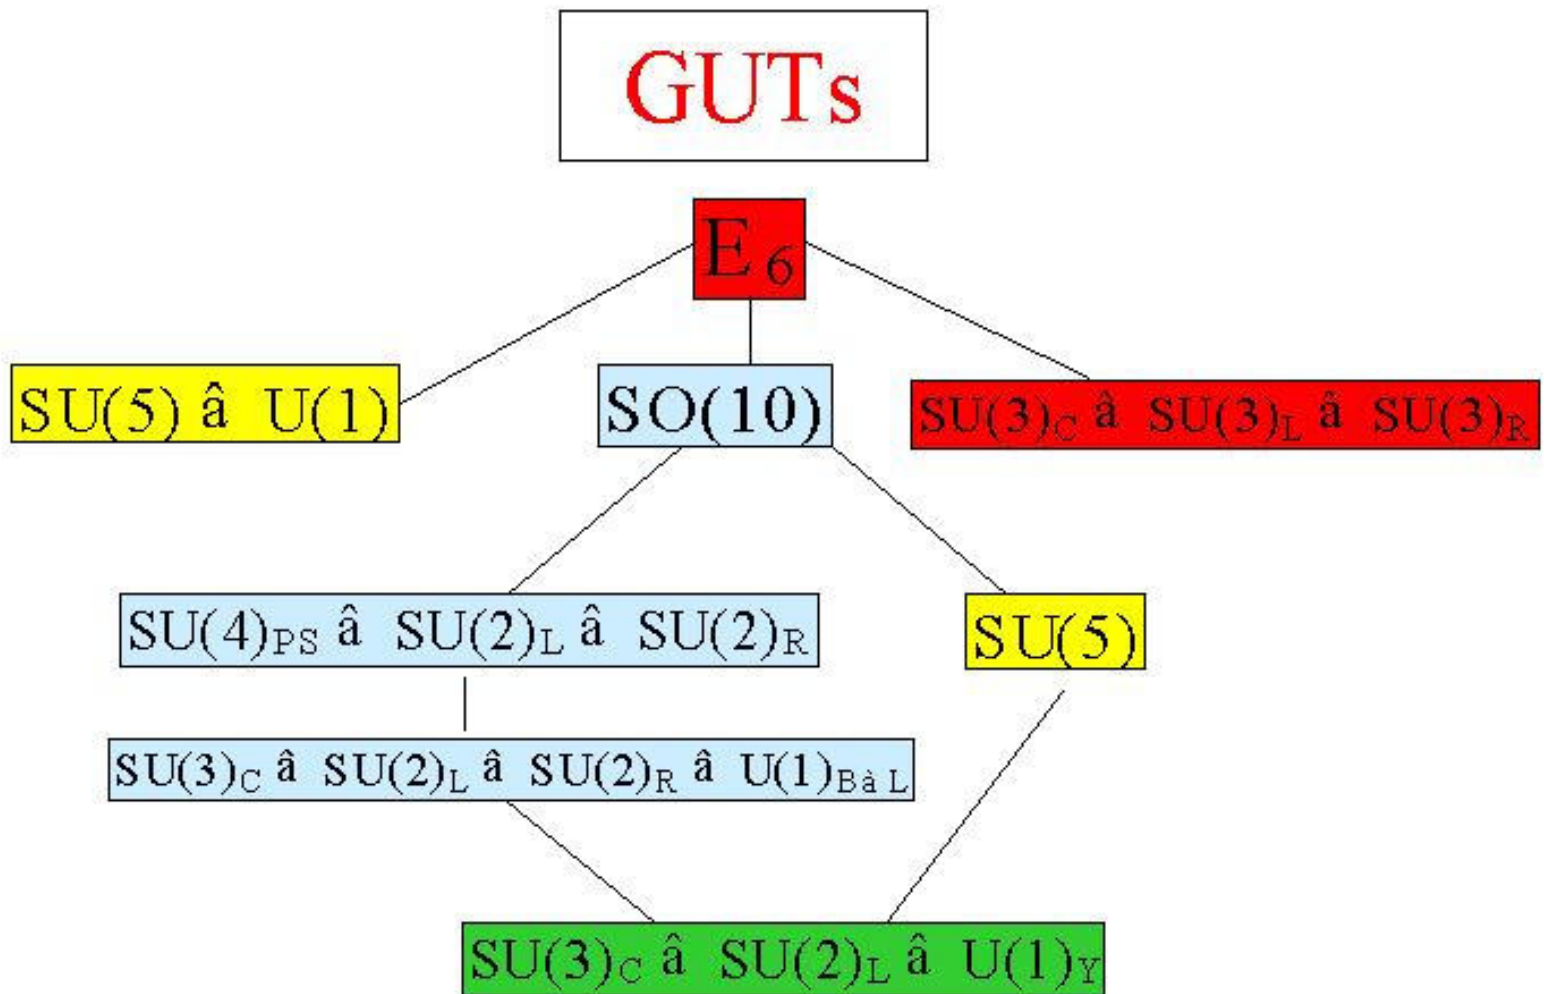 GUTs
E6
SU(5) â U(1)
SO(10)
SU(3)C â SU(3)L â SU(3)R
SU(4)PS â SU(2)L â SU(2)R
SU(5)
SU(3)C â SU(2)L â SU(2)R â U(1)Bà L
SU(3)C â SU(2)L â U(1)Y